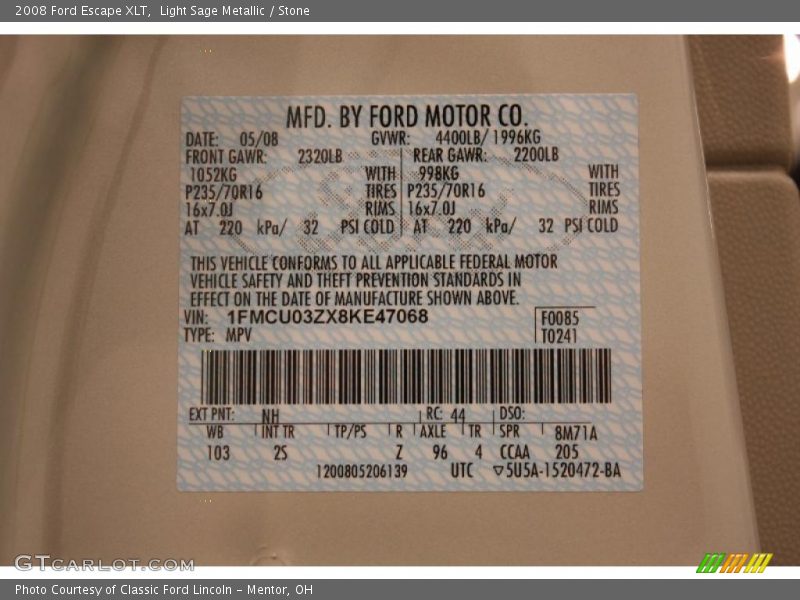 2008 Ford Escape XLT, Light Sage Metallic / Stone
MFD. BY FORD MOTOR CO.
DATE: 05/08 GVWR: 4400LB/ 1996KG
FRONT GAWR: 2320LB REAR GAWR: 2200LB
1052KG WITH 998KG WITH
P235/70R16 TIRES P235/70R16 TIRES
16x7.0J RIMS 16x7.0J RIMS
AT 220 kPa/ 32 PSI COLD AT 220 kPa/ 32 PSI COLD
THIS VEHICLE CONFORMS TO ALL APPLICABLE FEDERAL MOTOR
VEHICLE SAFETY AND THEFT PREVENTION STANDARDS IN
EFFECT ON THE DATE OF MANUFACTURE SHOWN ABOVE.
VIN: 1FMCU03ZX8KE47068 F0085
TYPE: MPV T0241
EXT PNT: NH RC: 44 DSO:
WB INT TR TP/PS R AXLE TR SPR 8M71A
103 2S Z 96 4 CCAA 205
1200805206139 UTC ▽5U5A-1520472-BA
GTCARLOT.COM
Photo Courtesy of Classic Ford Lincoln - Mentor, OH